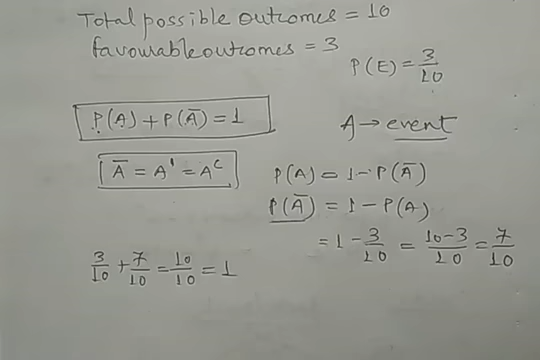 Total possible outcomes = 10
favourable outcomes = 3
P(E) = 3/10
P(A) + P(Ā) = 1
A → event
Ā = A' = Aᶜ
P(A) = 1 - P(Ā)
P(Ā) = 1 - P(A)
= 1 - 3/10 = 10-3/10 = 7/10
3/10 + 7/10 = 10/10 = 1